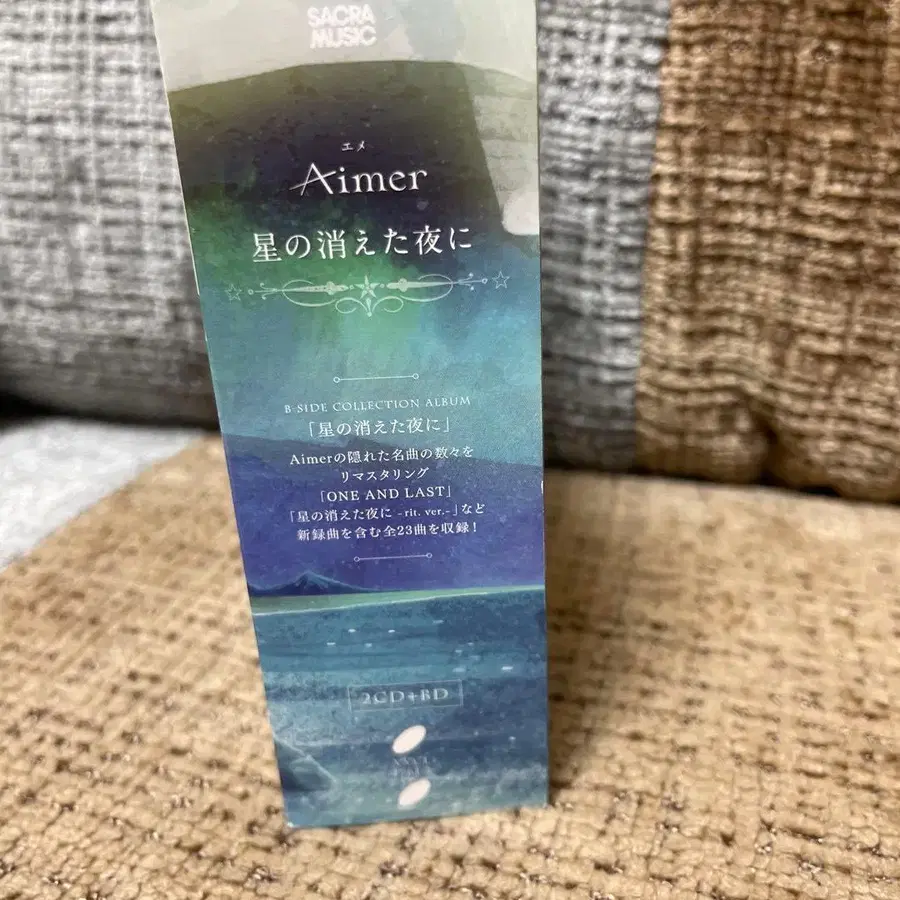 SACRA
MUSIC
エメ
Aimer
星の消えた夜に
B-SIDE COLLECTION ALBUM
「星の消えた夜に」
Aimerの隠れた名曲の数々を
リマスタリング
「ONE AND LAST」
「星の消えた夜に -rit. ver.-」など
新録曲を含む全23曲を収録！
2CD+BD